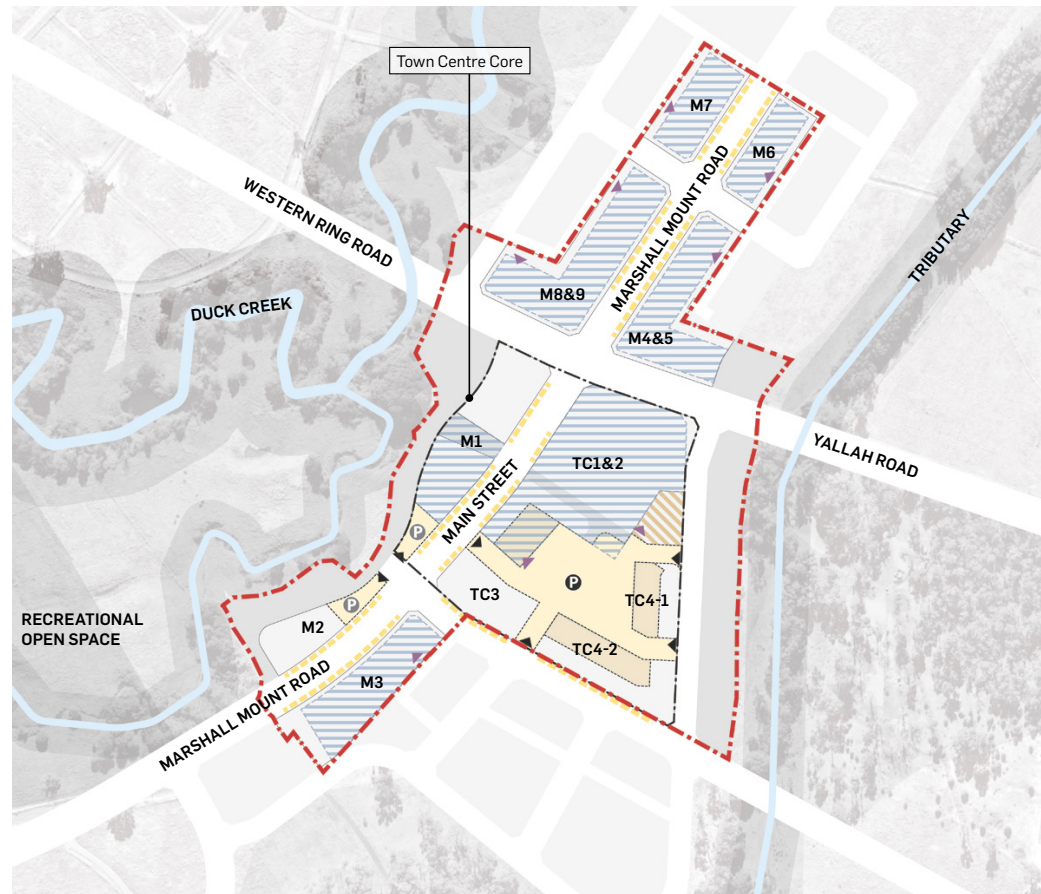 Town Centre Core
M7
M6
WESTERN RING ROAD
MARSHALL MOUNT ROAD
TRIBUTARY
M8&9
DUCK CREEK
M4&5
M1
YALLAH ROAD
TC1&2
MAIN STREET
P
P
P
TC3
TC4-1
RECREATIONAL
OPEN SPACE
M2
TC4-2
M3
MARSHALL MOUNT ROAD